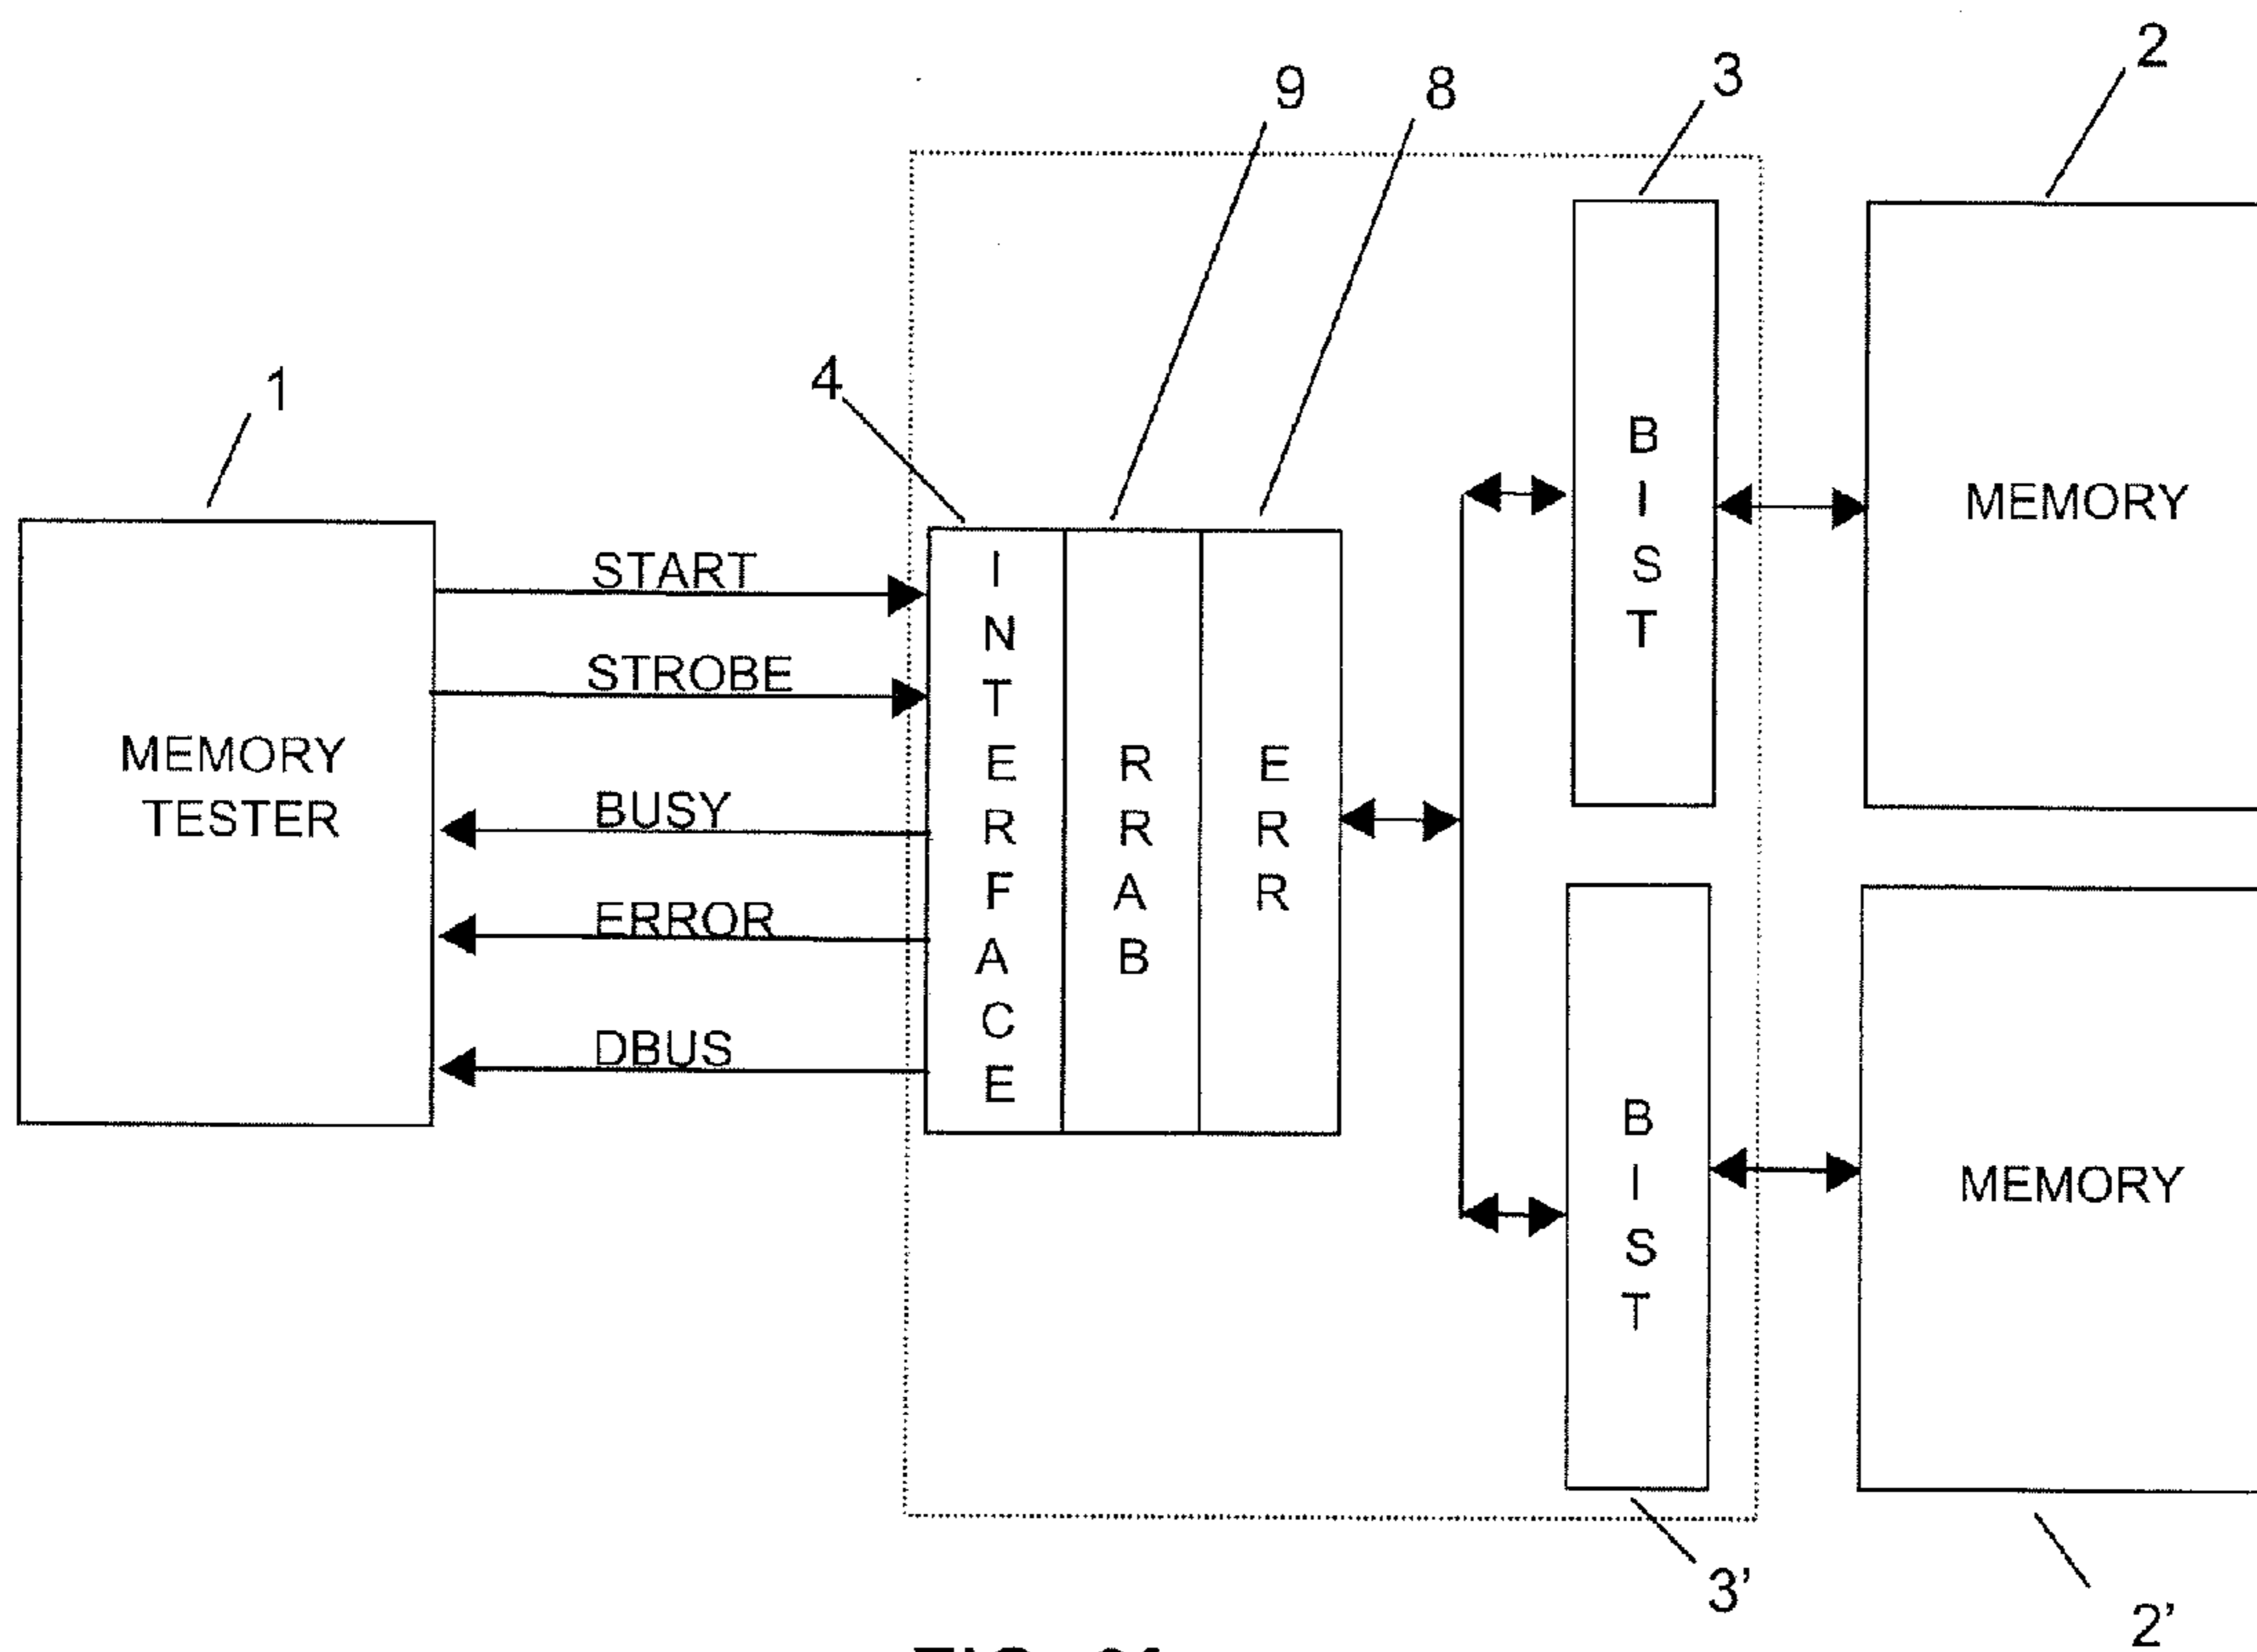 2
3
9
8
4
1
START
STROBE
BUSY
ERROR
DBUS
MEMORY
TESTER
INTERFACE
RRAB
ERR
BIST
MEMORY
BIST
MEMORY
3'
2'